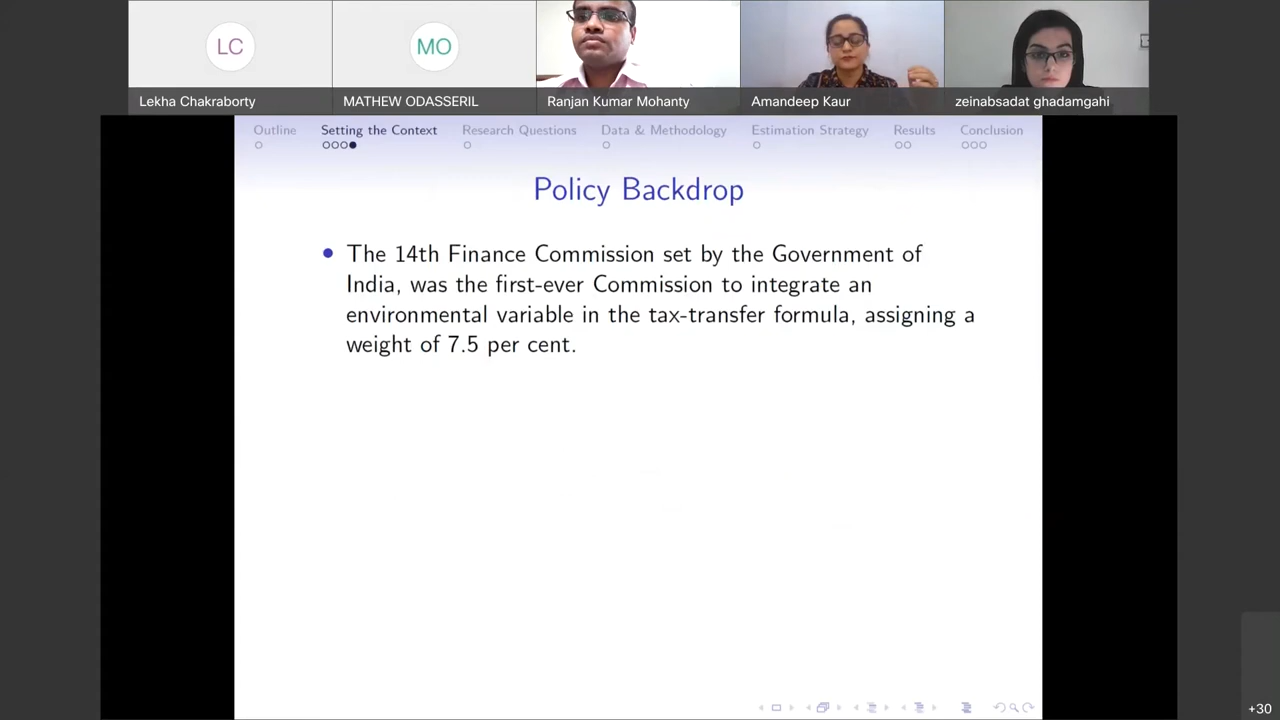 LC
MO
Lekha Chakraborty
MATHEW ODASSERIL
Ranjan Kumar Mohanty
Amandeep Kaur
zeinabsadat ghadamgahi
Outline
Setting the Context
Research Questions
Data & Methodology
Estimation Strategy
Results
Conclusion
Policy Backdrop
The 14th Finance Commission set by the Government of
India, was the first-ever Commission to integrate an
environmental variable in the tax-transfer formula, assigning a
weight of 7.5 per cent.
+30